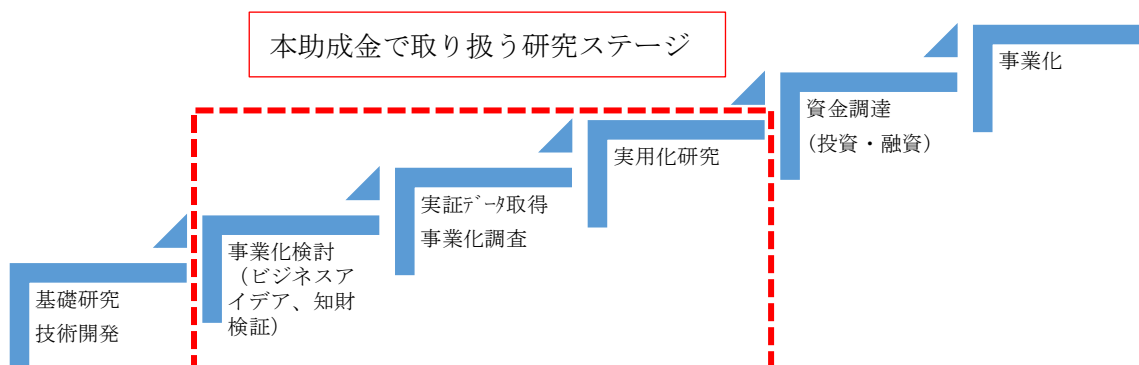 本助成金で取り扱う研究ステージ
基礎研究
技術開発
事業化検討
（ビジネスア
イデア、知財
検証）
実証ﾃﾞｰﾀ取得
事業化調査
実用化研究
資金調達
（投資・融資）
事業化